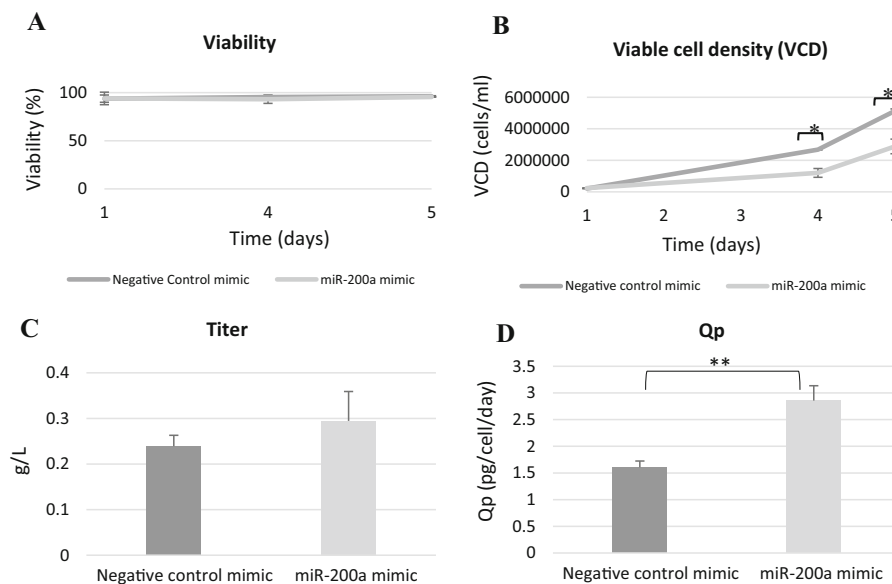 A
Viability
100
50
0
Viability (%)
1 4 5
Time (days)
Negative Control mimic miR-200a mimic
B
Viable cell density (VCD)
6000000
4000000
2000000
0
VCD (cells/ml)
* *
1 2 3 4 5
Time (days)
Negative control mimic miR-200a mimic
C
Titer
0.4
0.3
0.2
0.1
0
g/L
Negative control mimic miR-200a mimic
D
Qp
3.5
3
2.5
2
1.5
1
0.5
0
Qp (pg/cell/day)
**
Negative control mimic miR-200a mimic